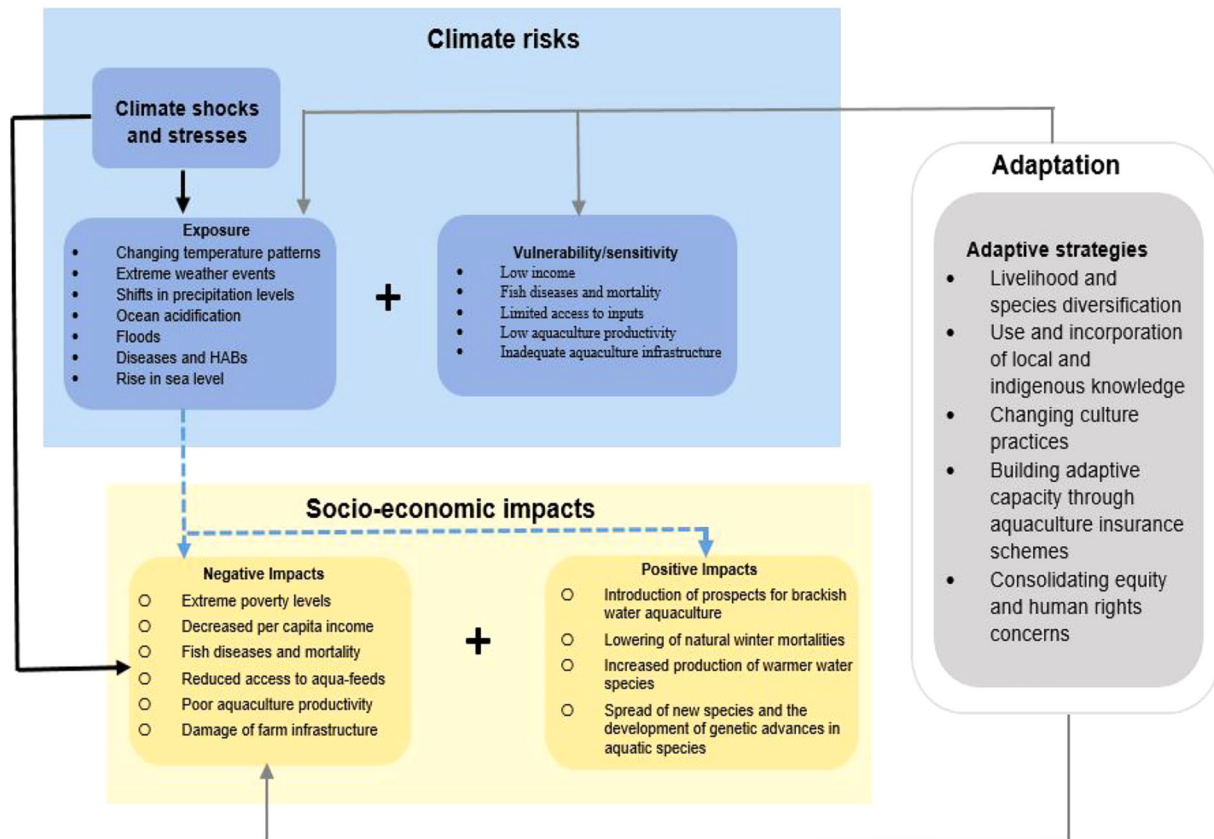 Climate risks
Climate shocks
and stresses
Exposure
• Changing temperature patterns
• Extreme weather events
• Shifts in precipitation levels
• Ocean acidification
• Floods
• Diseases and HABs
• Rise in sea level
+
Vulnerability/sensitivity
• Low income
• Fish diseases and mortality
• Limited access to inputs
• Low aquaculture productivity
• Inadequate aquaculture infrastructure
Adaptation
Adaptive strategies
• Livelihood and
species diversification
• Use and incorporation
of local and
indigenous knowledge
• Changing culture
practices
• Building adaptive
capacity through
aquaculture insurance
schemes
• Consolidating equity
and human rights
concerns
Socio-economic impacts
Negative Impacts
○ Extreme poverty levels
○ Decreased per capita income
○ Fish diseases and mortality
○ Reduced access to aqua-feeds
○ Poor aquaculture productivity
○ Damage of farm infrastructure
+
Positive Impacts
○ Introduction of prospects for brackish
water aquaculture
○ Lowering of natural winter mortalities
○ Increased production of warmer water
species
○ Spread of new species and the
development of genetic advances in
aquatic species